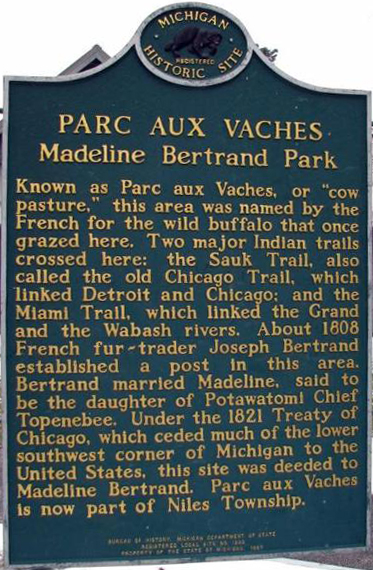 MICHIGAN
REGISTERED
HISTORIC SITE
PARC AUX VACHES
Madeline Bertrand Park
Known as Parc aux Vaches, or "cow
pasture," this area was named by the
French for the wild buffalo that once
grazed here. Two major Indian trails
crossed here: the Sauk Trail, also
called the old Chicago Trail, which
linked Detroit and Chicago; and the
Miami Trail, which linked the Grand
and the Wabash rivers. About 1808
French fur-trader Joseph Bertrand
established a post in this area.
Bertrand married Madeline, said to
be the daughter of Potawatomi Chief
Topenebee. Under the 1821 Treaty of
Chicago, which ceded much of the lower
southwest corner of Michigan to the
United States, this site was deeded to
Madeline Bertrand. Parc aux Vaches
is now part of Niles Township.
BUREAU OF HISTORY, MICHIGAN DEPARTMENT OF STATE
REGISTERED LOCAL SITE NO.
PROPERTY OF THE STATE OF MICHIGAN,